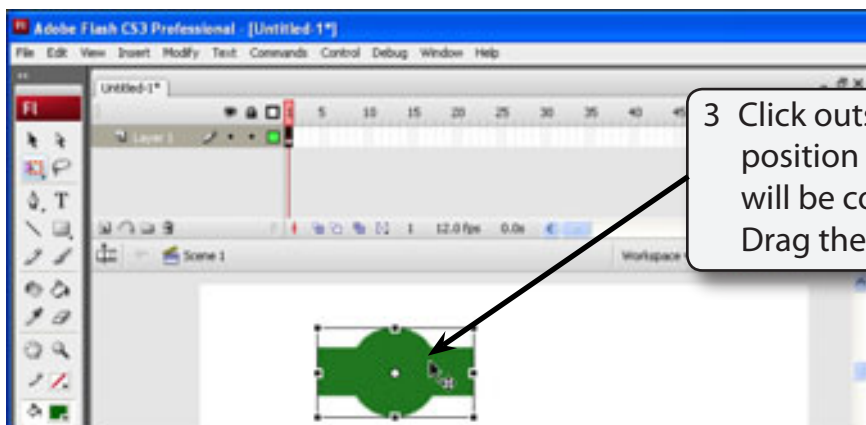 Adobe Flash CS3 Professional - [Untitled-1*]
File Edit View Insert Modify Text Commands Control Debug Window Help
Untitled-1*
Fl
5 10 15 20 25 30 35 40 45
Layer 1
T
1 12.0 fps 0.0s
Scene 1
Workspace
3 Click outs
position
will be co
Drag the